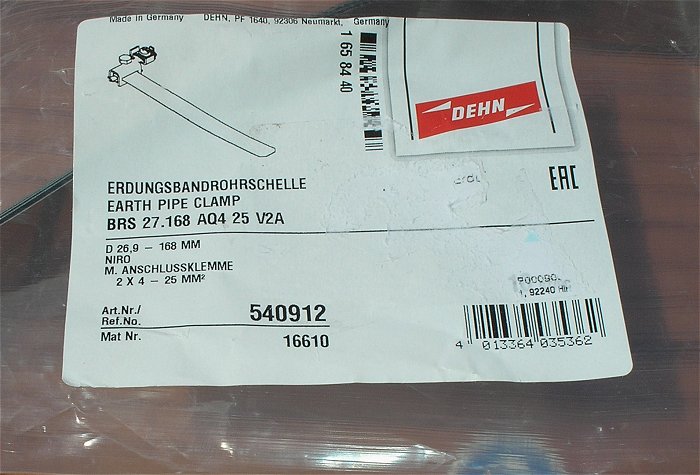 Made in Germany DEHN, PF 1640, 92306 Neumarkt, Germany
1 65 84 40
DEHN
EAC
ERDUNGSBANDROHRSCHELLE
EARTH PIPE CLAMP
BRS 27.168 AQ4 25 V2A
D 26,9 – 168 MM
NIRO
M. ANSCHLUSSKLEMME
2 X 4 – 25 MM²
Art.Nr./
Ref.No. 540912
Mat Nr. 16610
, 92240
4 013364 035362